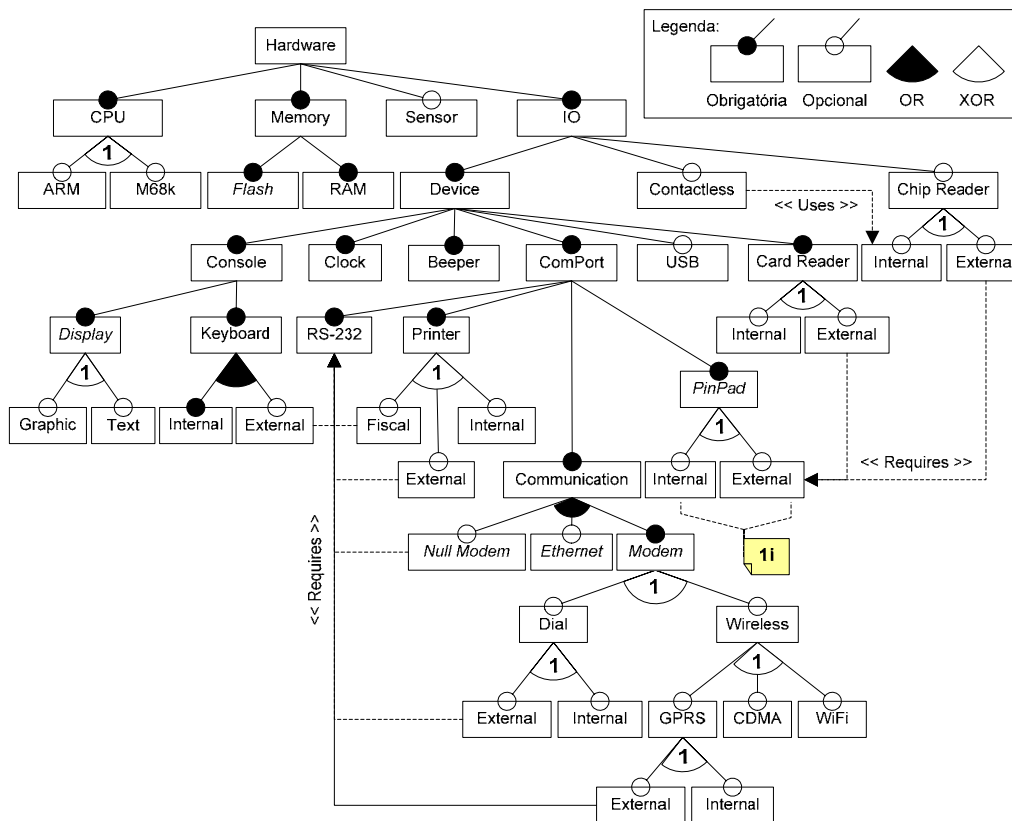 Hardware
Legenda:
Obrigatória Opcional OR XOR
CPU Memory Sensor IO
1
ARM M68k Flash RAM Device Contactless Chip Reader
<< Uses >>
1
Console Clock Beeper ComPort USB Card Reader Internal External
1
Display Keyboard RS-232 Printer Internal External
1 1
PinPad
Graphic Text Internal External Fiscal Internal
1
<< Requires >>
External Communication Internal External
Null Modem Ethernet Modem
1i
<< Requires >>
1
Dial Wireless
1 1
External Internal GPRS CDMA WiFi
1
External Internal